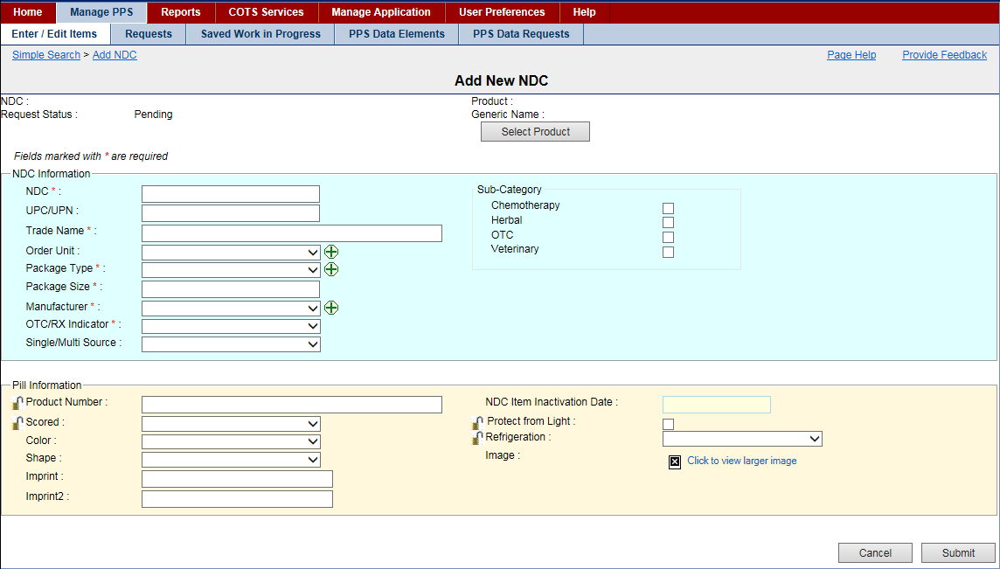 Home Manage PPS Reports COTS Services Manage Application User Preferences Help
Enter / Edit Items Requests Saved Work in Progress PPS Data Elements PPS Data Requests
Simple Search > Add NDC Page Help Provide Feedback
Add New NDC
NDC : Product :
Request Status : Pending Generic Name :
Select Product
Fields marked with * are required
NDC Information
NDC * : Sub-Category
UPC/UPN : Chemotherapy
Trade Name * : Herbal
OTC
Order Unit : Veterinary
Package Type * :
Package Size * :
Manufacturer * :
OTC/RX Indicator * :
Single/Multi Source :
Pill Information
Product Number : NDC Item Inactivation Date :
Scored : Protect from Light :
Color : Refrigeration :
Shape : Image : Click to view larger image
Imprint :
Imprint2 :
Cancel Submit